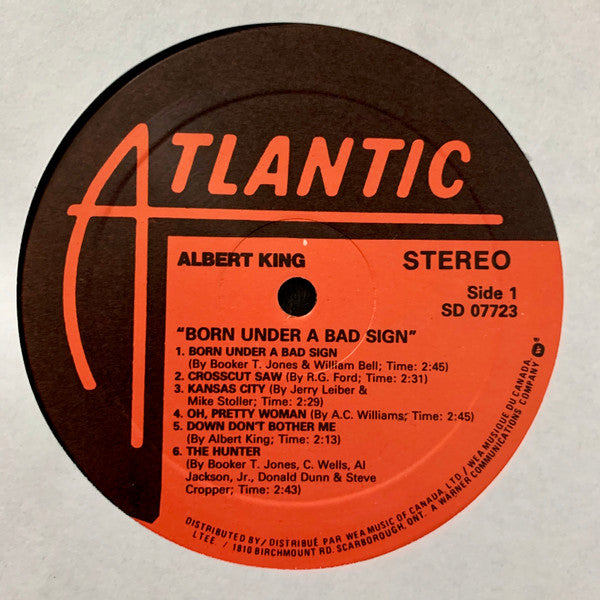 ATLANTIC
ALBERT KING
STEREO
Side 1
SD 07723
"BORN UNDER A BAD SIGN"
1. BORN UNDER A BAD SIGN
(By Booker T. Jones & William Bell; Time: 2:45)
2. CROSSCUT SAW (By R.G. Ford; Time: 2:31)
3. KANSAS CITY (By Jerry Leiber &
Mike Stoller; Time: 2:29)
4. OH, PRETTY WOMAN (By A.C. Williams; Time: 2:45)
5. DOWN DON'T BOTHER ME
(By Albert King; Time: 2:13)
6. THE HUNTER
(By Booker T. Jones, C. Wells, Al
Jackson, Jr., Donald Dunn & Steve
Cropper; Time: 2:43)
DISTRIBUTED BY / DISTRIBUÉ PAR WEA MUSIC OF CANADA, LTD / WEA MUSIQUE DU CANADA,
LTEE. / 1810 BIRCHMOUNT RD. SCARBOROUGH, ONT. A WARNER COMMUNICATIONS COMPANY